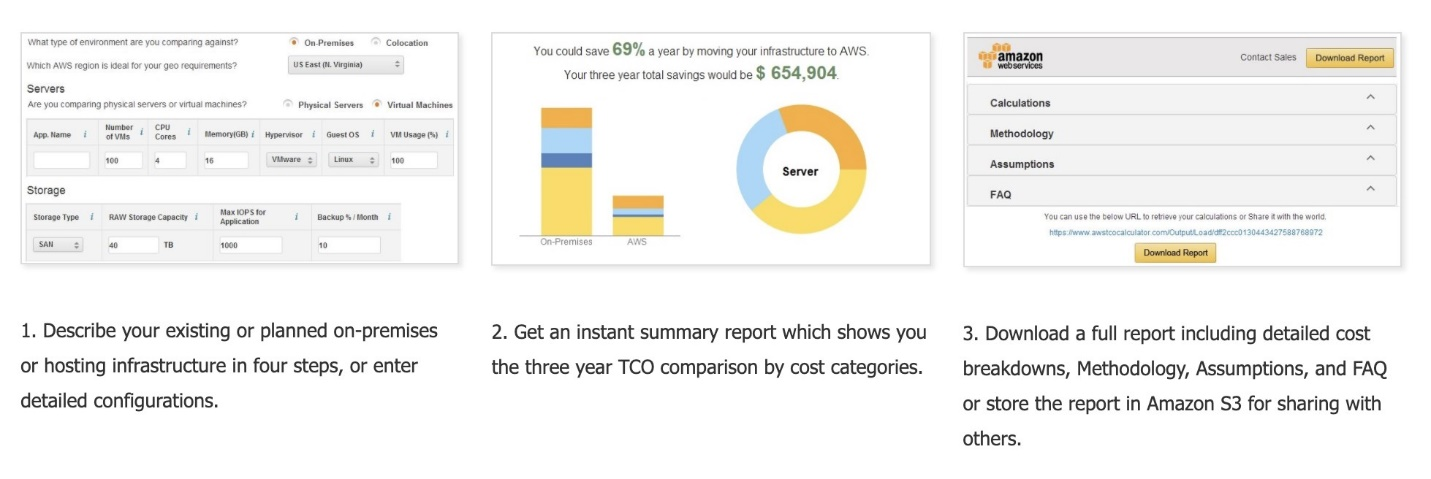 What type of environment are you comparing against?
On-Premises
Colocation
Which AWS region is ideal for your geo requirements?
US East (N. Virginia)
Servers
Are you comparing physical servers or virtual machines?
Physical Servers
Virtual Machines
App. Name i
Number of VMs i
CPU Cores i
Memory(GB) i
Hypervisor i
Guest OS i
VM Usage (%) i
100
4
16
VMware
Linux
100
Storage
Storage Type i
RAW Storage Capacity i
Max IOPS for Application i
Backup % / Month i
SAN
40 TB
1000
10
1. Describe your existing or planned on-premises
or hosting infrastructure in four steps, or enter
detailed configurations.
You could save 69% a year by moving your infrastructure to AWS.
Your three year total savings would be $ 654,904.
On-Premises
AWS
Server
2. Get an instant summary report which shows you
the three year TCO comparison by cost categories.
amazon
webservices
Contact Sales
Download Report
Calculations
Methodology
Assumptions
FAQ
You can use the below URL to retrieve your calculations or Share it with the world.
https://www.awstcocalculator.com/Output/Load/dff2ccc0130443427588768972
Download Report
3. Download a full report including detailed cost
breakdowns, Methodology, Assumptions, and FAQ
or store the report in Amazon S3 for sharing with
others.